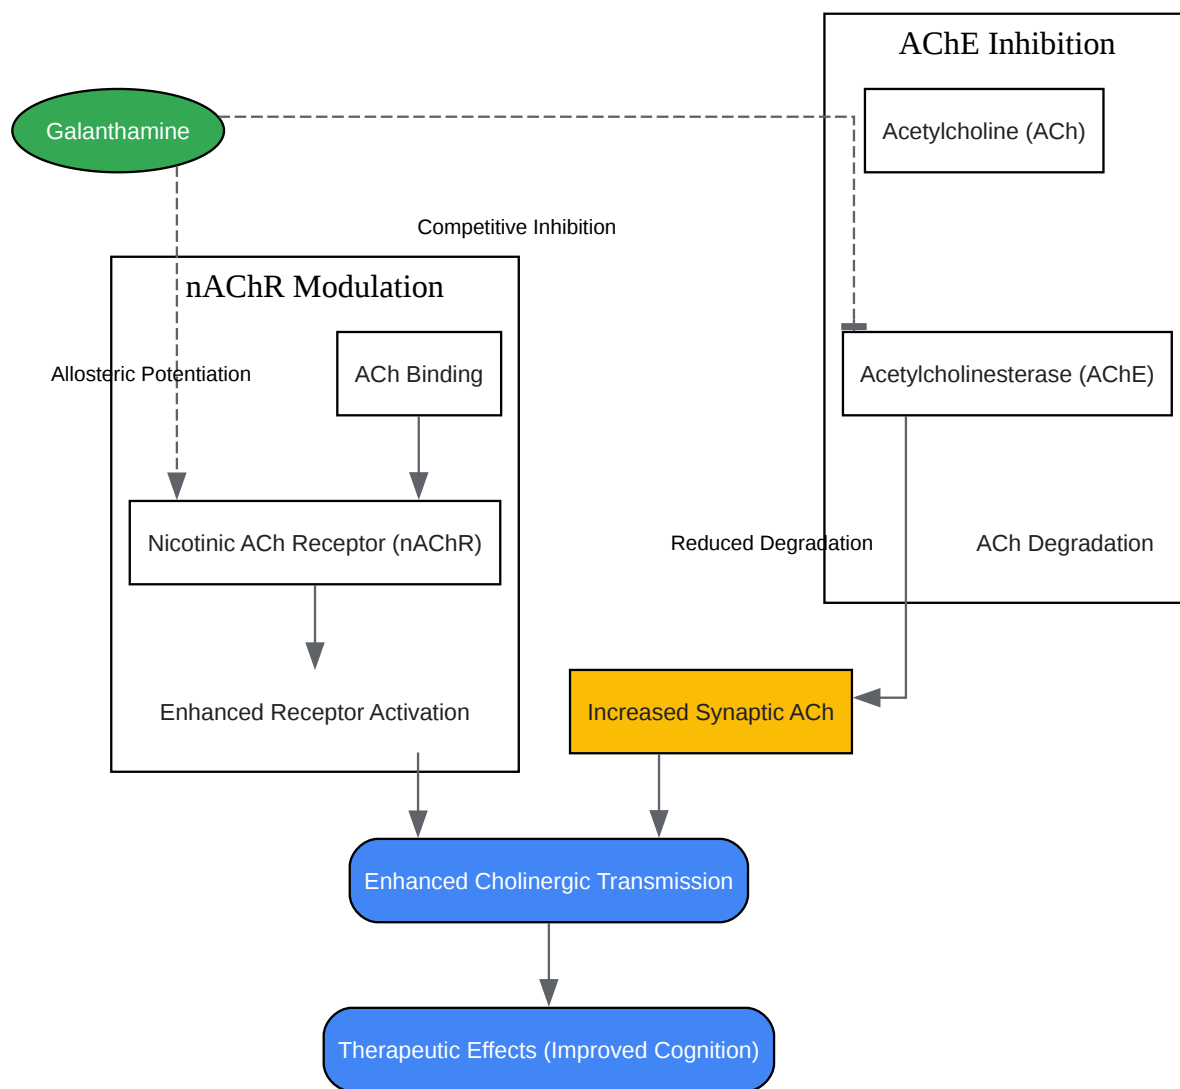 AChE Inhibition
Galanthamine
Acetylcholine (ACh)
Competitive Inhibition
nAChR Modulation
Allosteric Potentiation
ACh Binding
Acetylcholinesterase (AChE)
Nicotinic ACh Receptor (nAChR)
Reduced Degradation
ACh Degradation
Enhanced Receptor Activation
Increased Synaptic ACh
Enhanced Cholinergic Transmission
Therapeutic Effects (Improved Cognition)